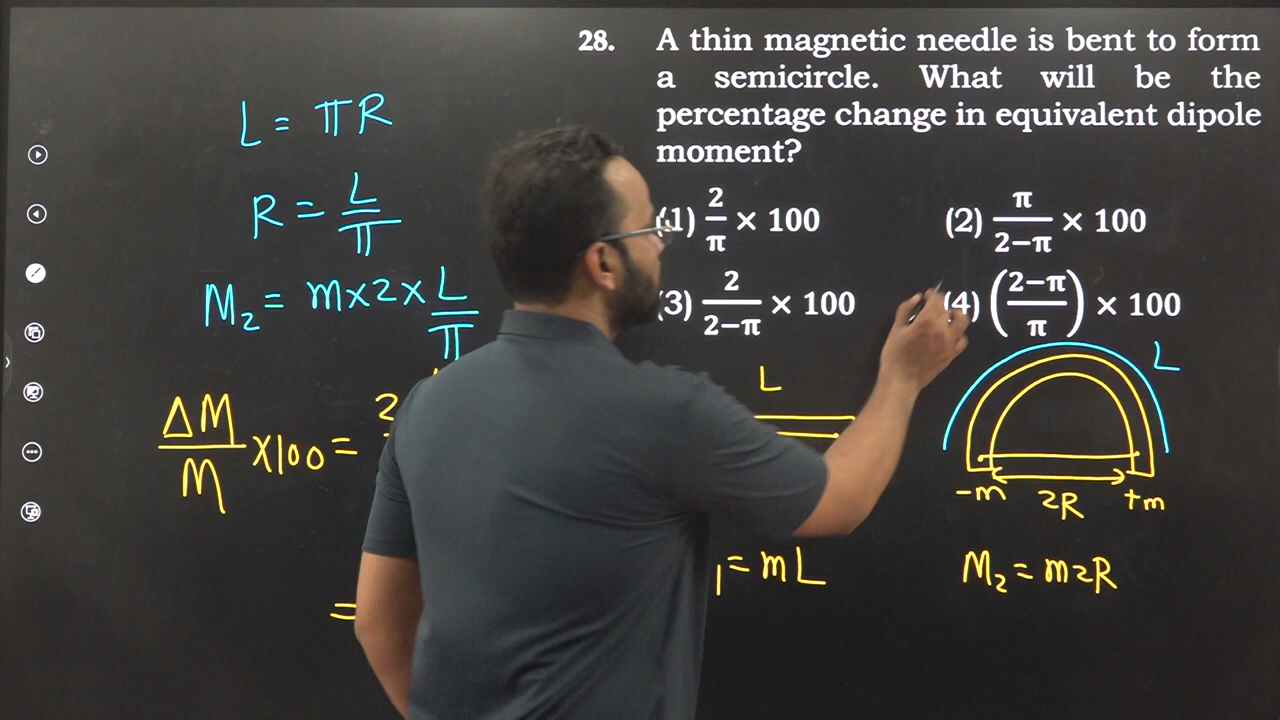 28. A thin magnetic needle is bent to form
a semicircle. What will be the
percentage change in equivalent dipole
moment?
(1) 2/π × 100
(2) π/2−π × 100
(3) 2/2−π × 100
(4) (2−π/π) × 100
L = πR
R = L/π
M₂ = m×2×L/π
ΔM/M ×100 =
=
L
= mL
L
-m
2R
+m
M₂ = m2R